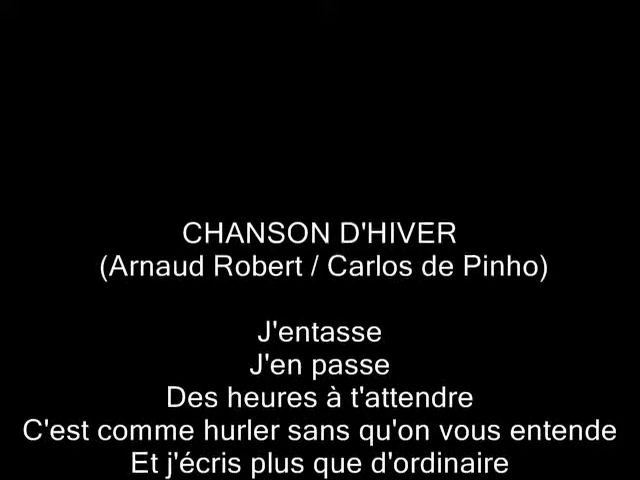 CHANSON D'HIVER
(Arnaud Robert / Carlos de Pinho)
J'entasse
J'en passe
Des heures à t'attendre
C'est comme hurler sans qu'on vous entende
Et j'écris plus que d'ordinaire